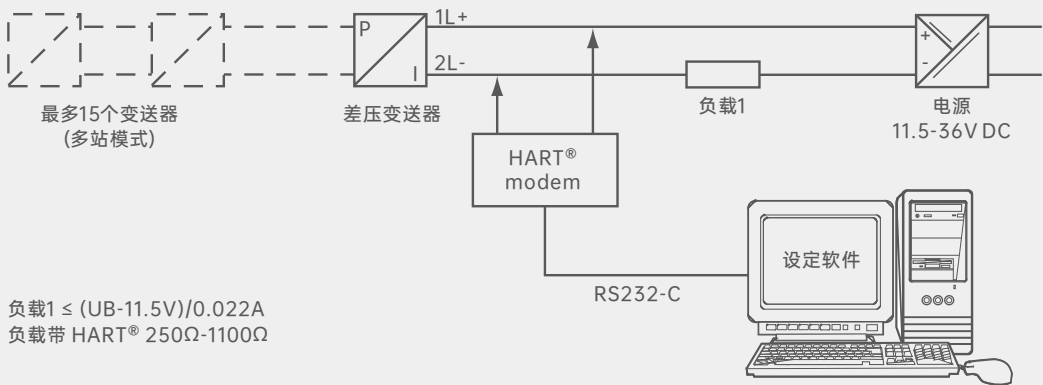 P
I
1L+
2L-
+
-
最多15个变送器
(多站模式)
差压变送器
负载1
电源
11.5-36V DC
HART®
modem
设定软件
RS232-C
负载1 ≤ (UB-11.5V)/0.022A
负载带 HART® 250Ω-1100Ω